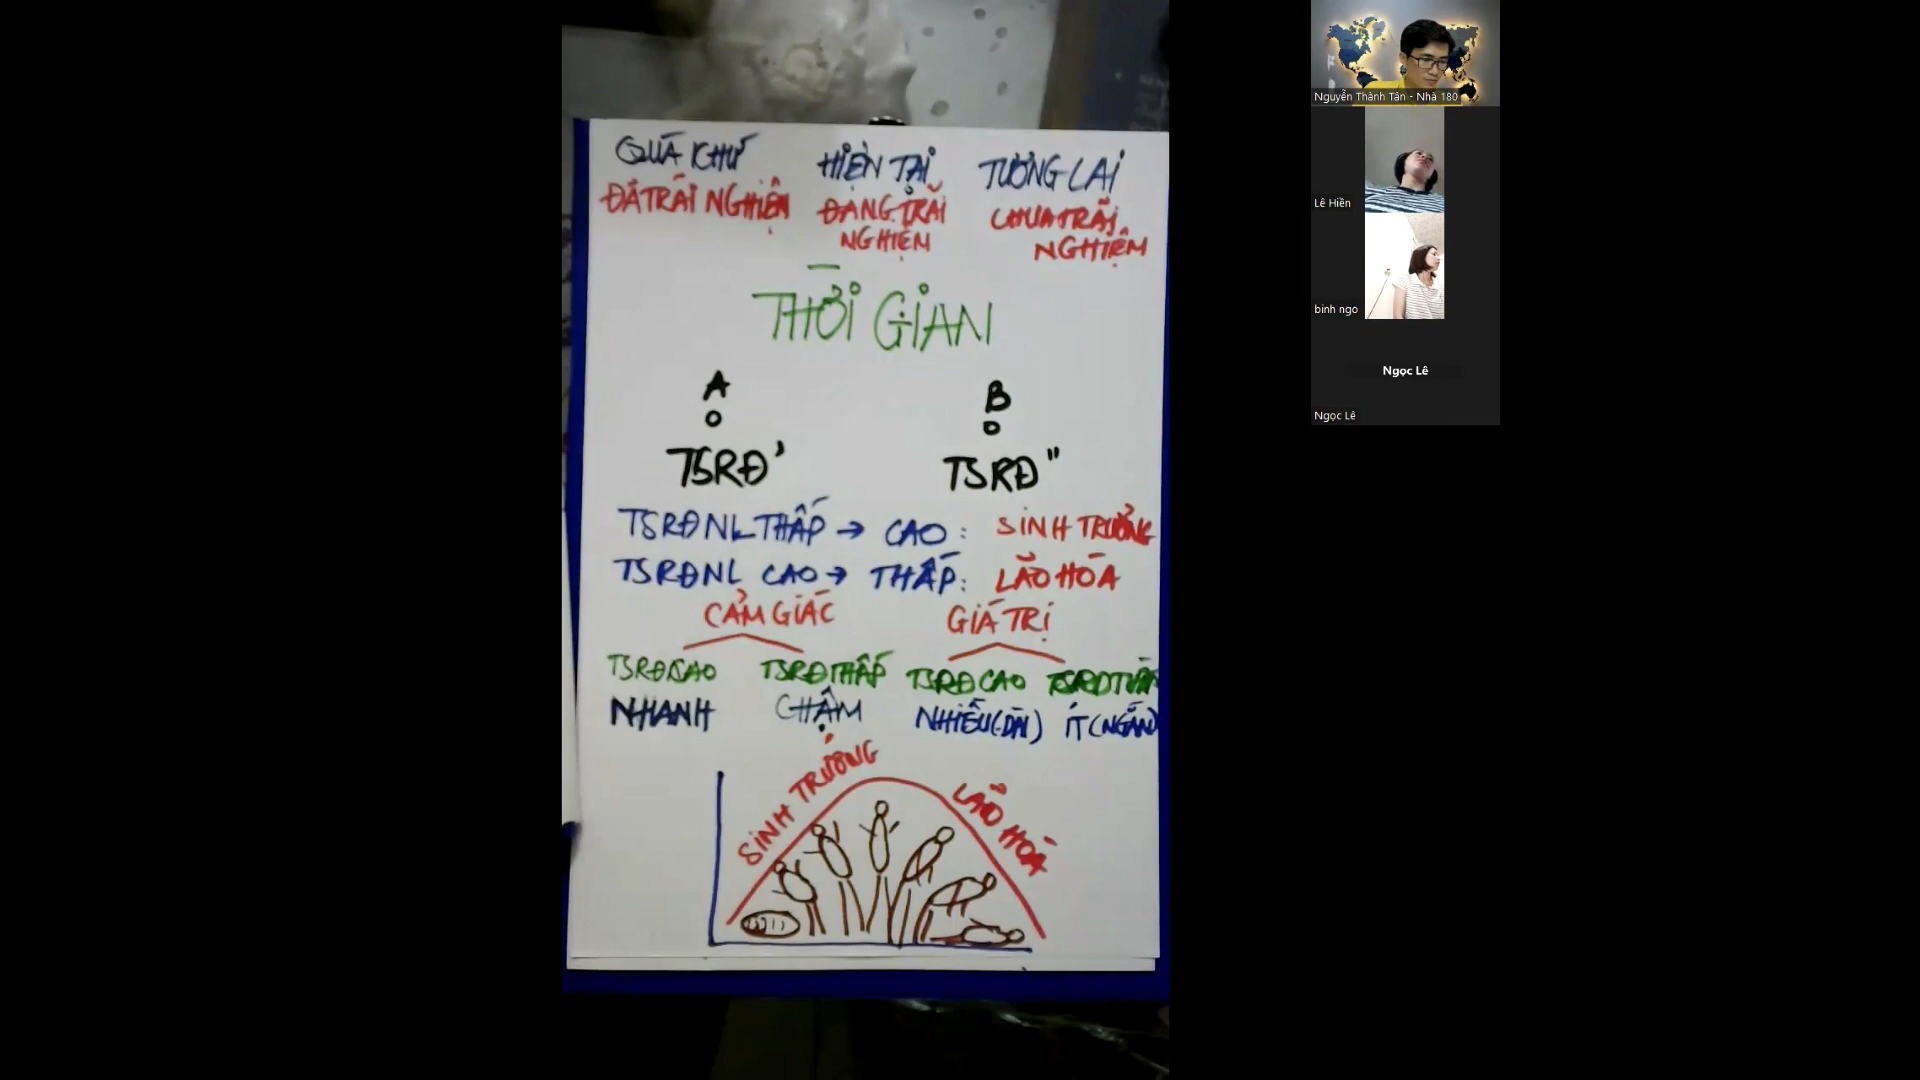 QUÁ KHỨ HIỆN TẠI TƯƠNG LAI
ĐÃ TRẢI NGHIỆM ĐANG TRẢI NGHIỆM CHƯA TRẢI NGHIỆM
THỜI GIAN
A B
TSRĐ' TSRĐ"
TSRĐNL THẤP → CAO: SINH TRƯỞNG
TSRĐNL CAO → THẤP: LÃO HÓA
CẢM GIÁC GIÁ TRỊ
TSRĐ CAO TSRĐ THẤP TSRĐ CAO
NHANH CHẬM NHIỀU (DÀI) ÍT (NGẮN)
SINH TRƯỞNG LÃO HOÁ
Nguyễn Thành Tân - Nhà 180
Lê Hiền
binh ngo
Ngọc Lê
Ngọc Lê